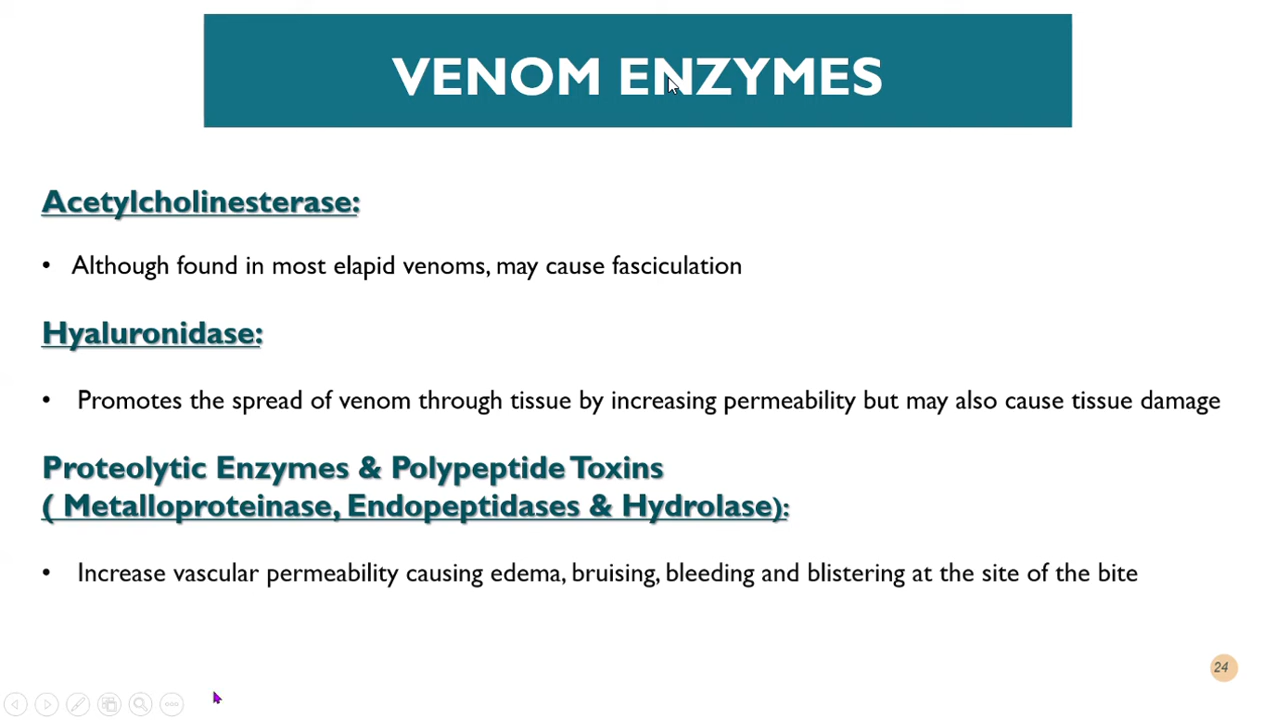 VENOM ENZYMES
Acetylcholinesterase:
• Although found in most elapid venoms, may cause fasciculation
Hyaluronidase:
• Promotes the spread of venom through tissue by increasing permeability but may also cause tissue damage
Proteolytic Enzymes & Polypeptide Toxins
( Metalloproteinase, Endopeptidases & Hydrolase):
• Increase vascular permeability causing edema, bruising, bleeding and blistering at the site of the bite
24